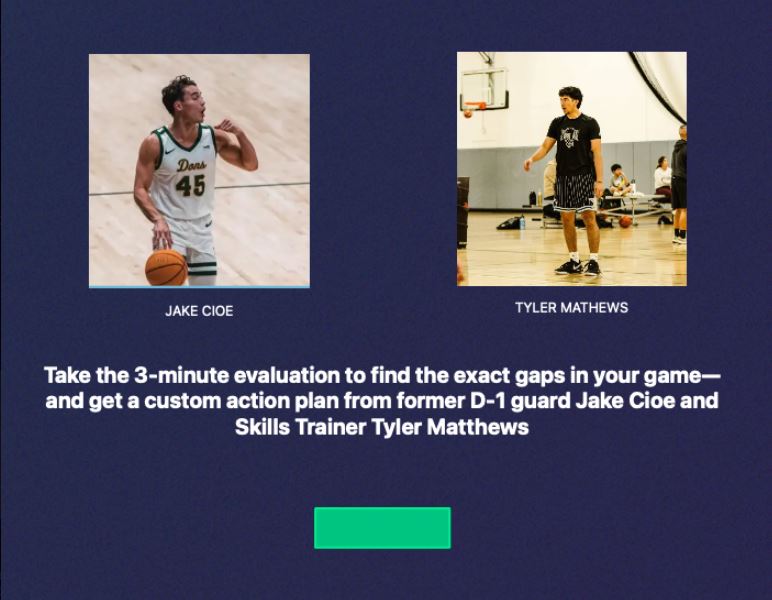 Dons
45
JAKE CIOE
TYLER MATHEWS
Take the 3-minute evaluation to find the exact gaps in your game—
and get a custom action plan from former D-1 guard Jake Cioe and
Skills Trainer Tyler Matthews